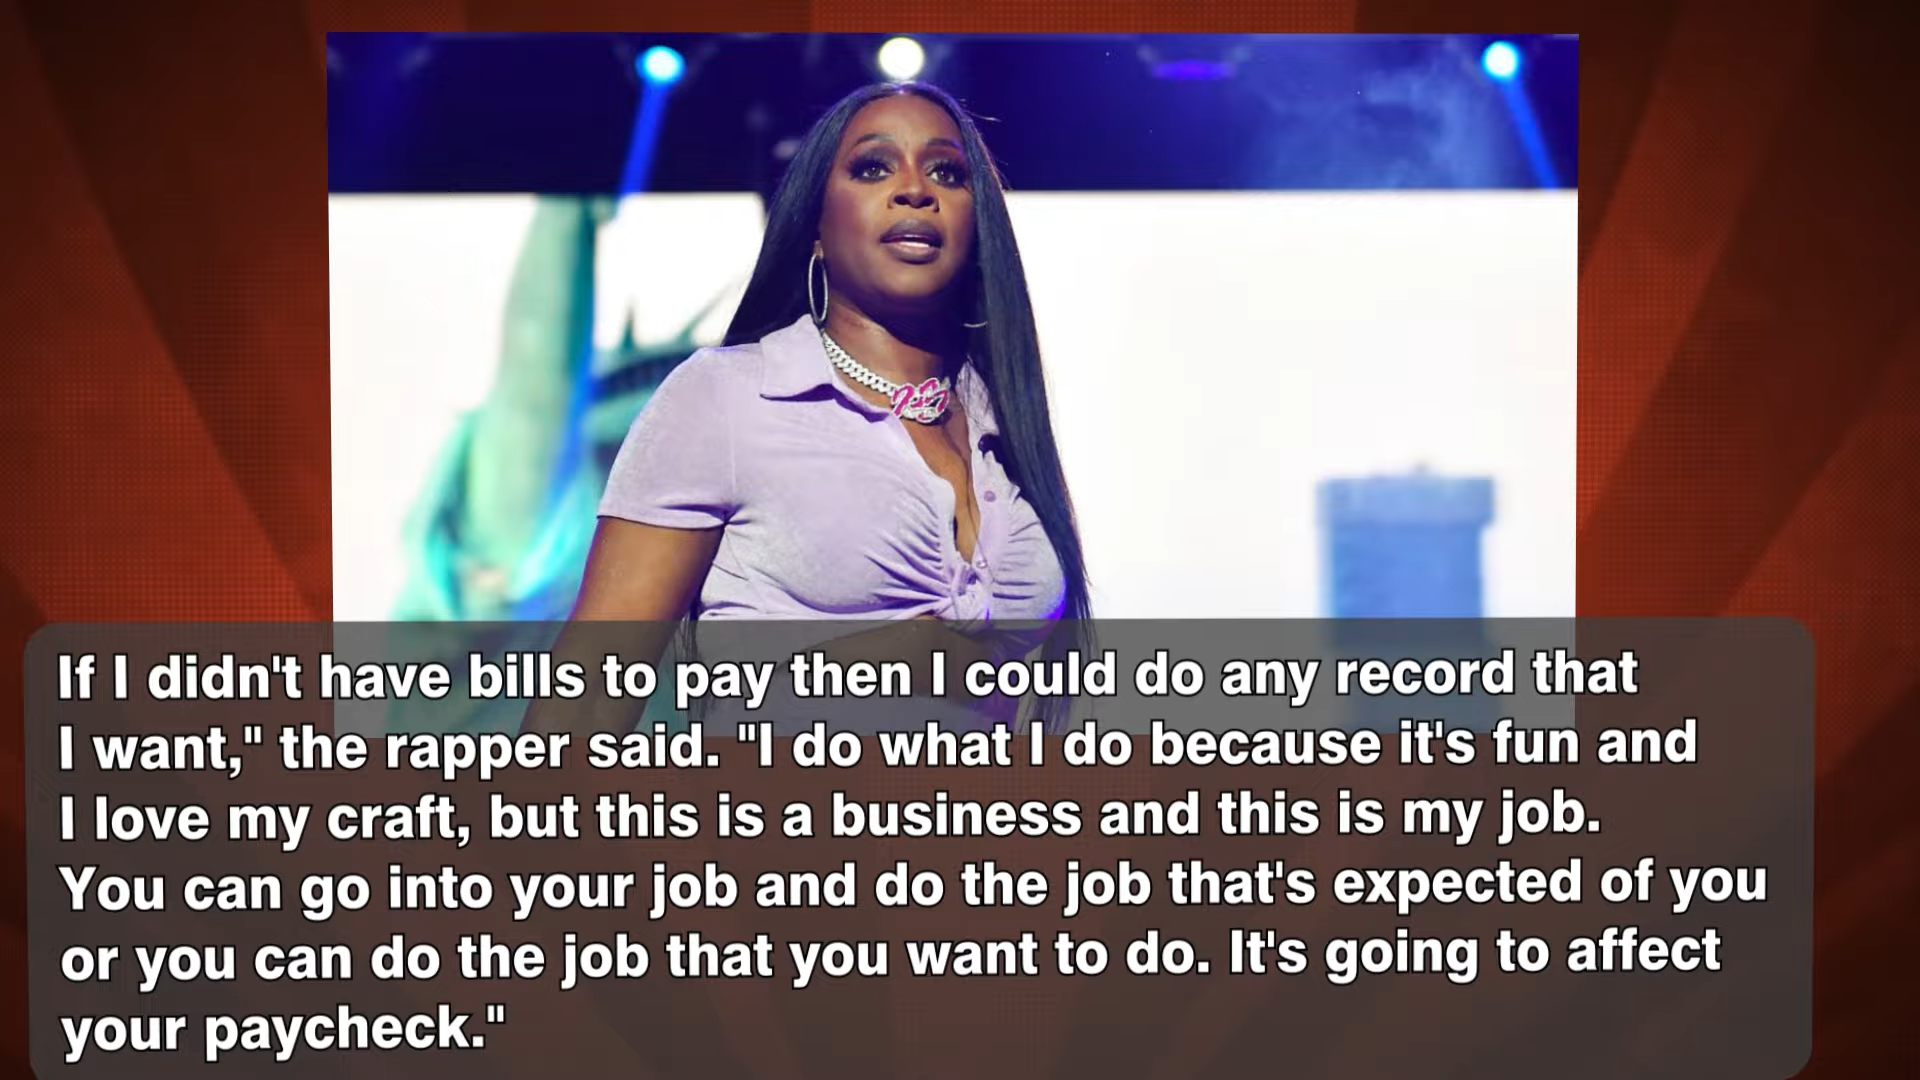 If I didn't have bills to pay then I could do any record that
I want," the rapper said. "I do what I do because it's fun and
I love my craft, but this is a business and this is my job.
You can go into your job and do the job that's expected of you
or you can do the job that you want to do. It's going to affect
your paycheck."